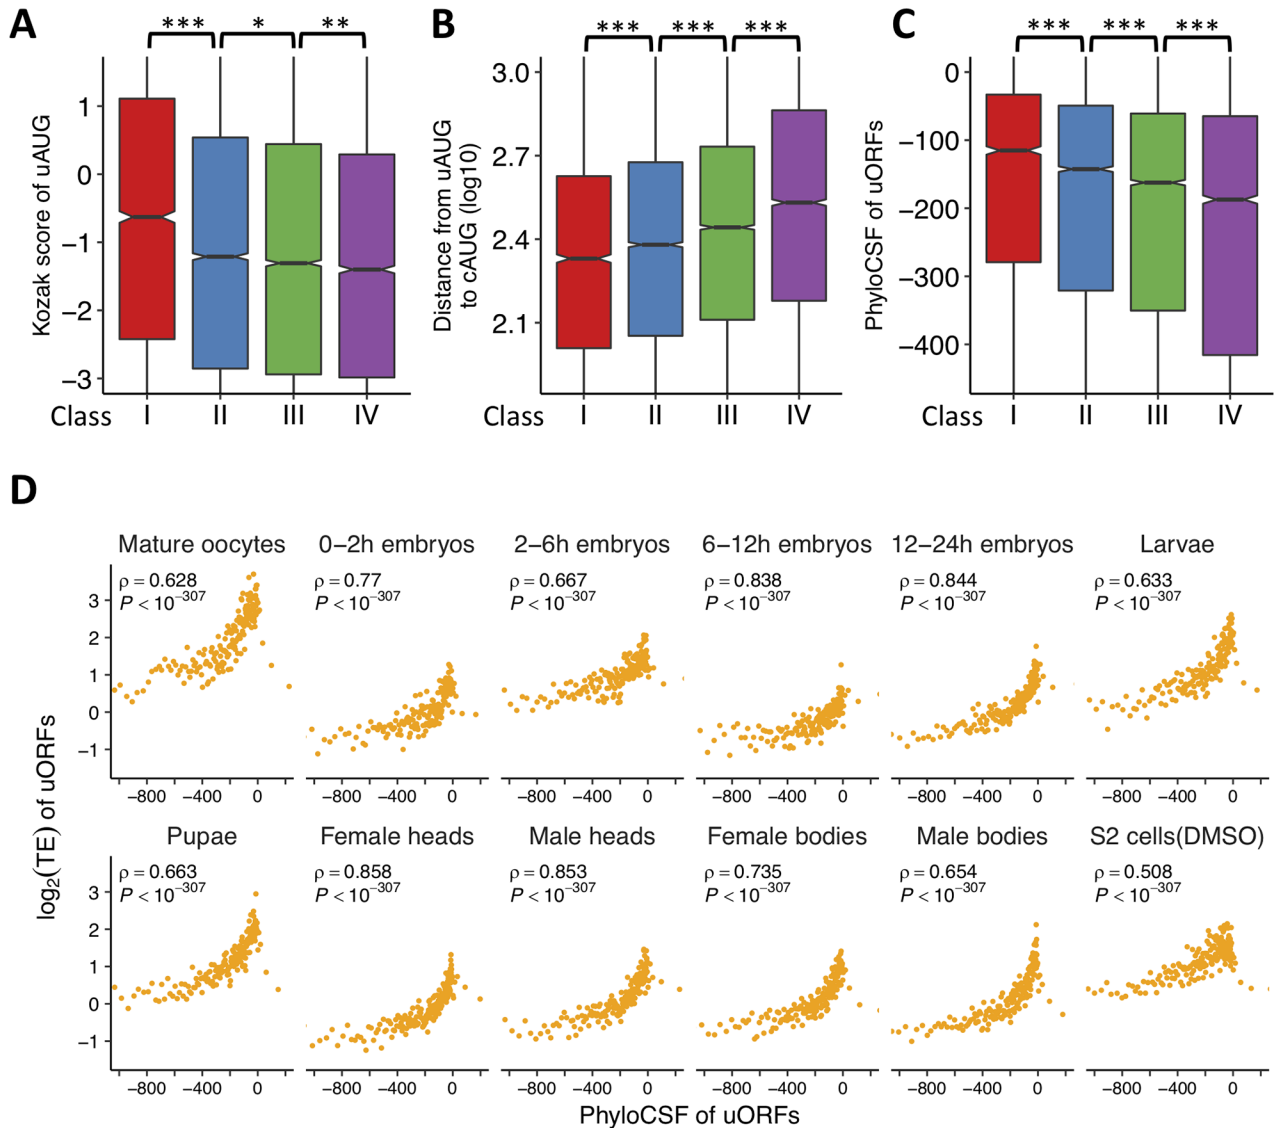 A
*** * **
Kozak score of uAUG
1
0
−1
−2
−3
Class I II III IV
B
*** *** ***
Distance from uAUG
to cAUG (log10)
3.0
2.7
2.4
2.1
Class I II III IV
C
*** *** ***
PhyloCSF of uORFs
0
−100
−200
−300
−400
Class I II III IV
D
log2(TE) of uORFs
Mature oocytes 0−2h embryos 2−6h embryos 6−12h embryos 12−24h embryos Larvae
ρ = 0.628 ρ = 0.77 ρ = 0.667 ρ = 0.838 ρ = 0.844 ρ = 0.633
P < 10−307 P < 10−307 P < 10−307 P < 10−307 P < 10−307 P < 10−307
3
2
1
0
−1
−800 −400 0 −800 −400 0 −800 −400 0 −800 −400 0 −800 −400 0 −800 −400 0
Pupae Female heads Male heads Female bodies Male bodies S2 cells(DMSO)
ρ = 0.663 ρ = 0.858 ρ = 0.853 ρ = 0.735 ρ = 0.654 ρ = 0.508
P < 10−307 P < 10−307 P < 10−307 P < 10−307 P < 10−307 P < 10−307
3
2
1
0
−1
−800 −400 0 −800 −400 0 −800 −400 0 −800 −400 0 −800 −400 0 −800 −400 0
PhyloCSF of uORFs